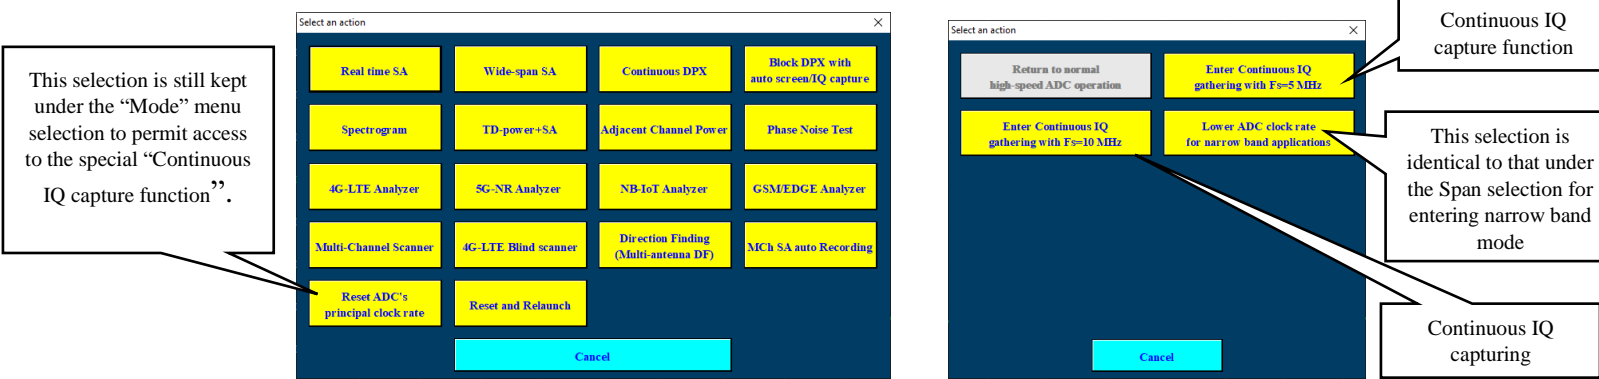 This selection is still kept
under the “Mode” menu
selection to permit access
to the special “Continuous
IQ capture function”.
Select an action
Real time SA
Wide-span SA
Continuous DPX
Block DPX with
auto screen/IQ capture
Spectrogram
TD-power+SA
Adjacent Channel Power
Phase Noise Test
4G-LTE Analyzer
5G-NR Analyzer
NB-IoT Analyzer
GSM/EDGE Analyzer
Multi-Channel Scanner
4G-LTE Blind scanner
Direction Finding
(Multi-antenna DF)
MCh SA auto Recording
Reset ADC's
principal clock rate
Reset and Relaunch
Cancel
Select an action
Return to normal
high-speed ADC operation
Enter Continuous IQ
gathering with Fs=5 MHz
Enter Continuous IQ
gathering with Fs=10 MHz
Lower ADC clock rate
for narrow band applications
Cancel
Continuous IQ
capture function
This selection is
identical to that under
the Span selection for
entering narrow band
mode
Continuous IQ
capturing